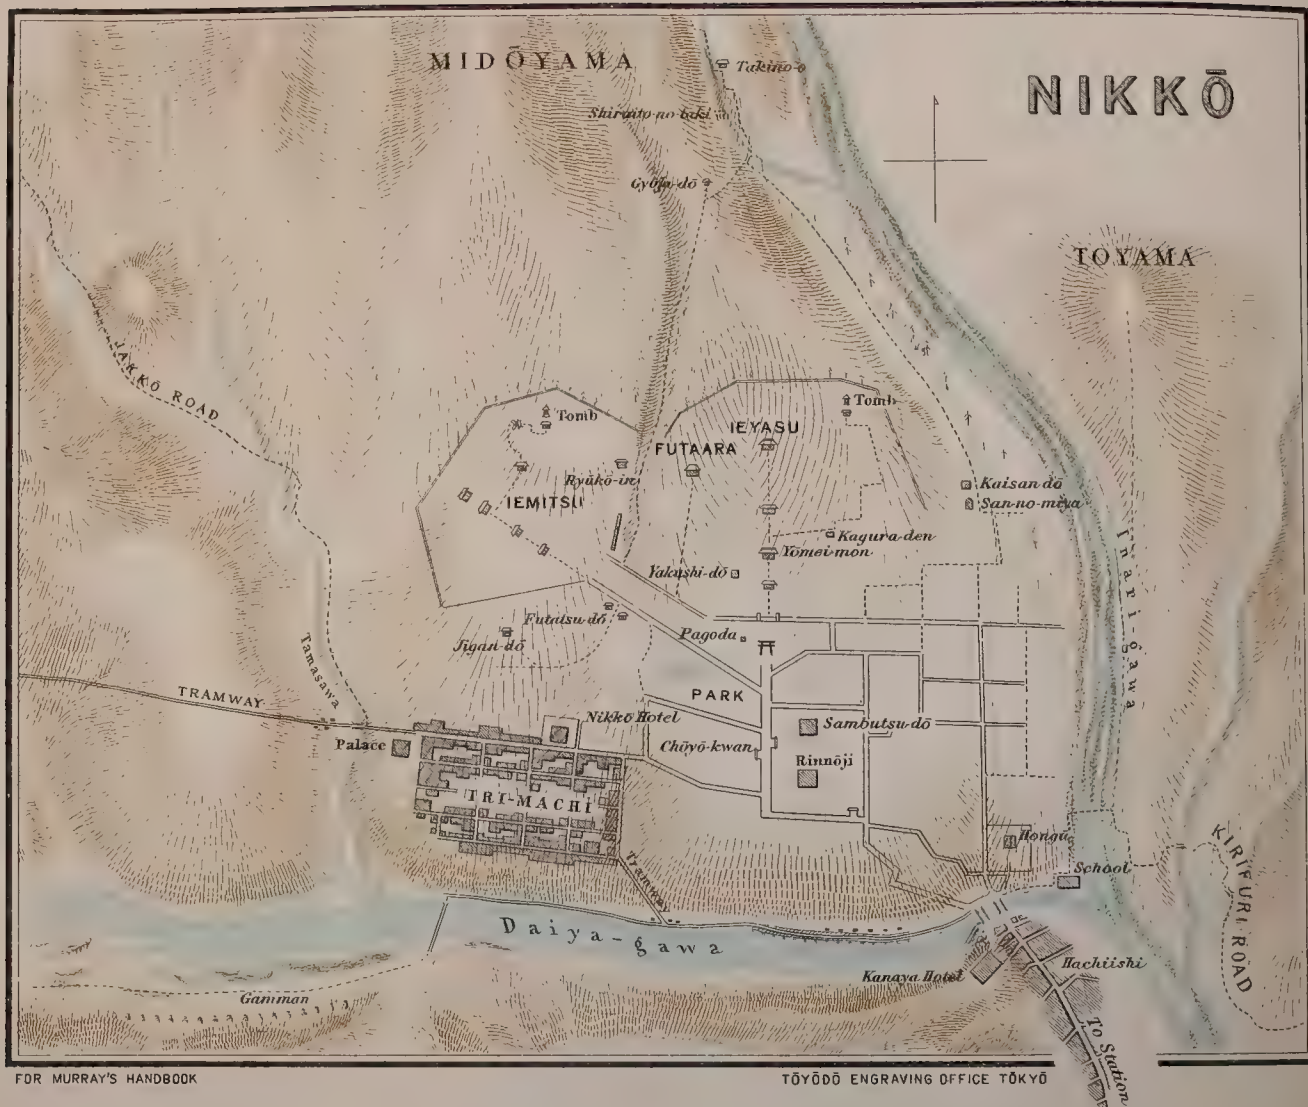 NIKKŌ
MIDŌYAMA
Takino-o
Shiraito-no-taki
Gyōja-dō
TOYAMA
JAKKŌ ROAD
Tomb
Tomb
IEYASU
FUTAARA
Ryūkō-in
IEMITSU
Kaisan-dō
San-no-miya
Kagura-den
Yomei-mon
Yakushi-dō
Inari-gawa
Futatsu-dō
Jigan-dō
Pagoda
Tamasawa
TRAMWAY
PARK
Nikkō Hotel
Sambutsu-dō
Palace
Chōyō-kwan
Rinnōji
IRI-MACHI
Hongū
Tramway
School
KIRIFURI ROAD
Daiya-gawa
Kanaya Hotel
Hachiishi
Gamman
To Station
FOR MURRAY'S HANDBOOK
TŌYŌDŌ ENGRAVING OFFICE TŌKYŌ